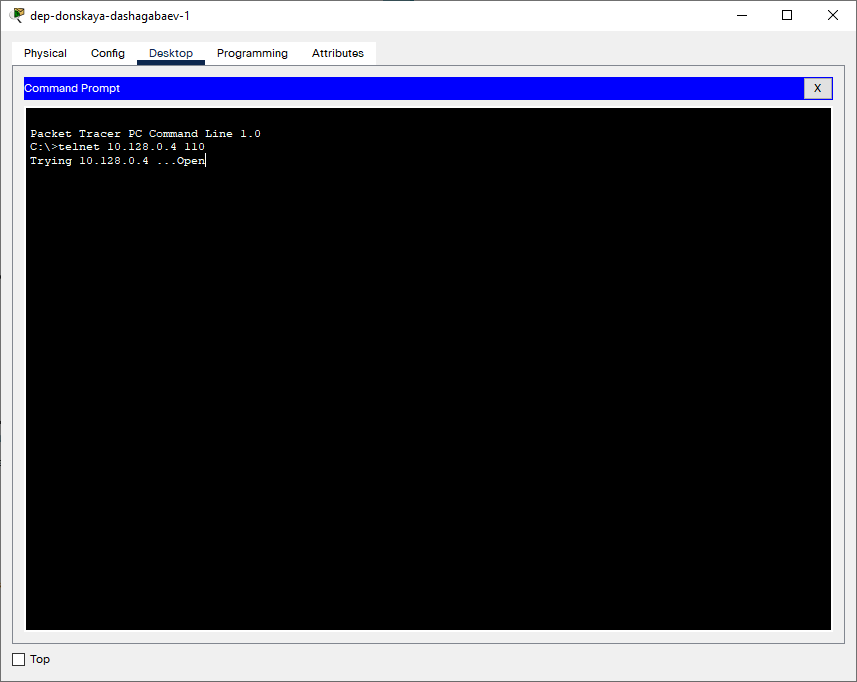 dep-donskaya-dashagabaev-1
Physical Config Desktop Programming Attributes
Command Prompt X
Packet Tracer PC Command Line 1.0
C:\>telnet 10.128.0.4 110
Trying 10.128.0.4 ...Open
Top